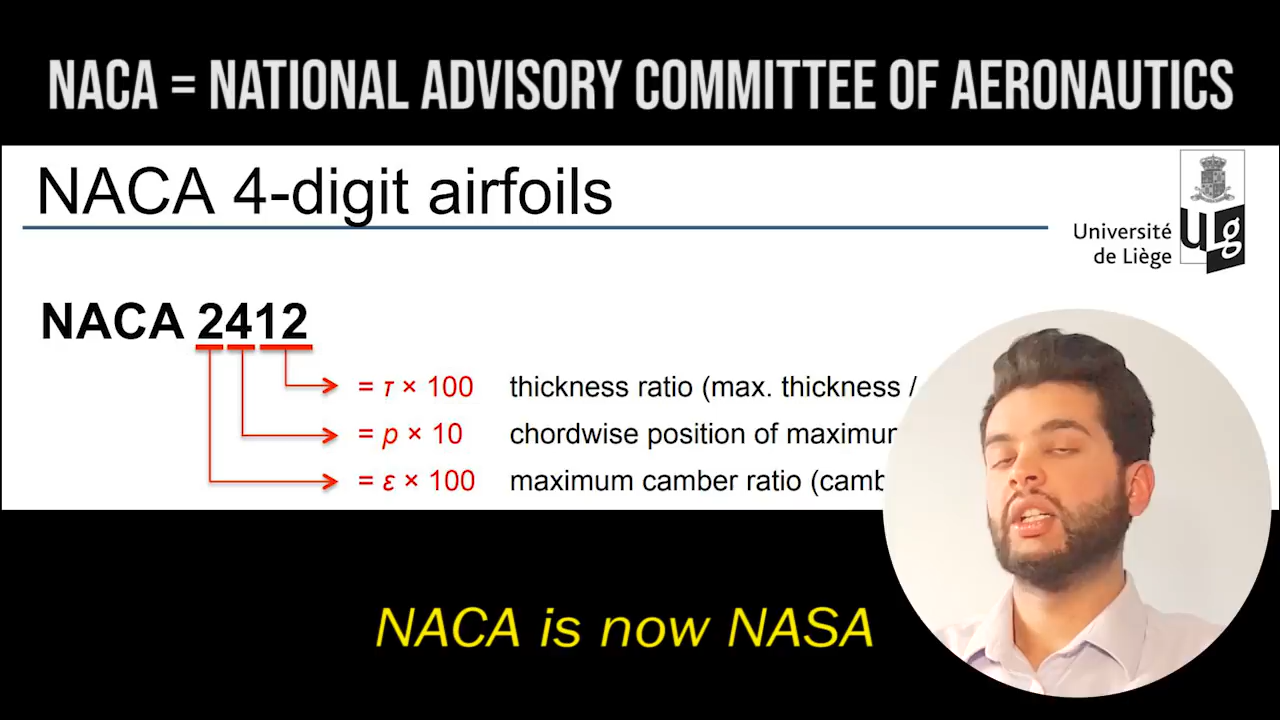 NACA = NATIONAL ADVISORY COMMITTEE OF AERONAUTICS
NACA 4-digit airfoils
Université
de Liège
ULg
NACA 2412
= τ × 100 thickness ratio (max. thickness /
= p × 10 chordwise position of maximum
= ε × 100 maximum camber ratio (camb
NACA is now NASA